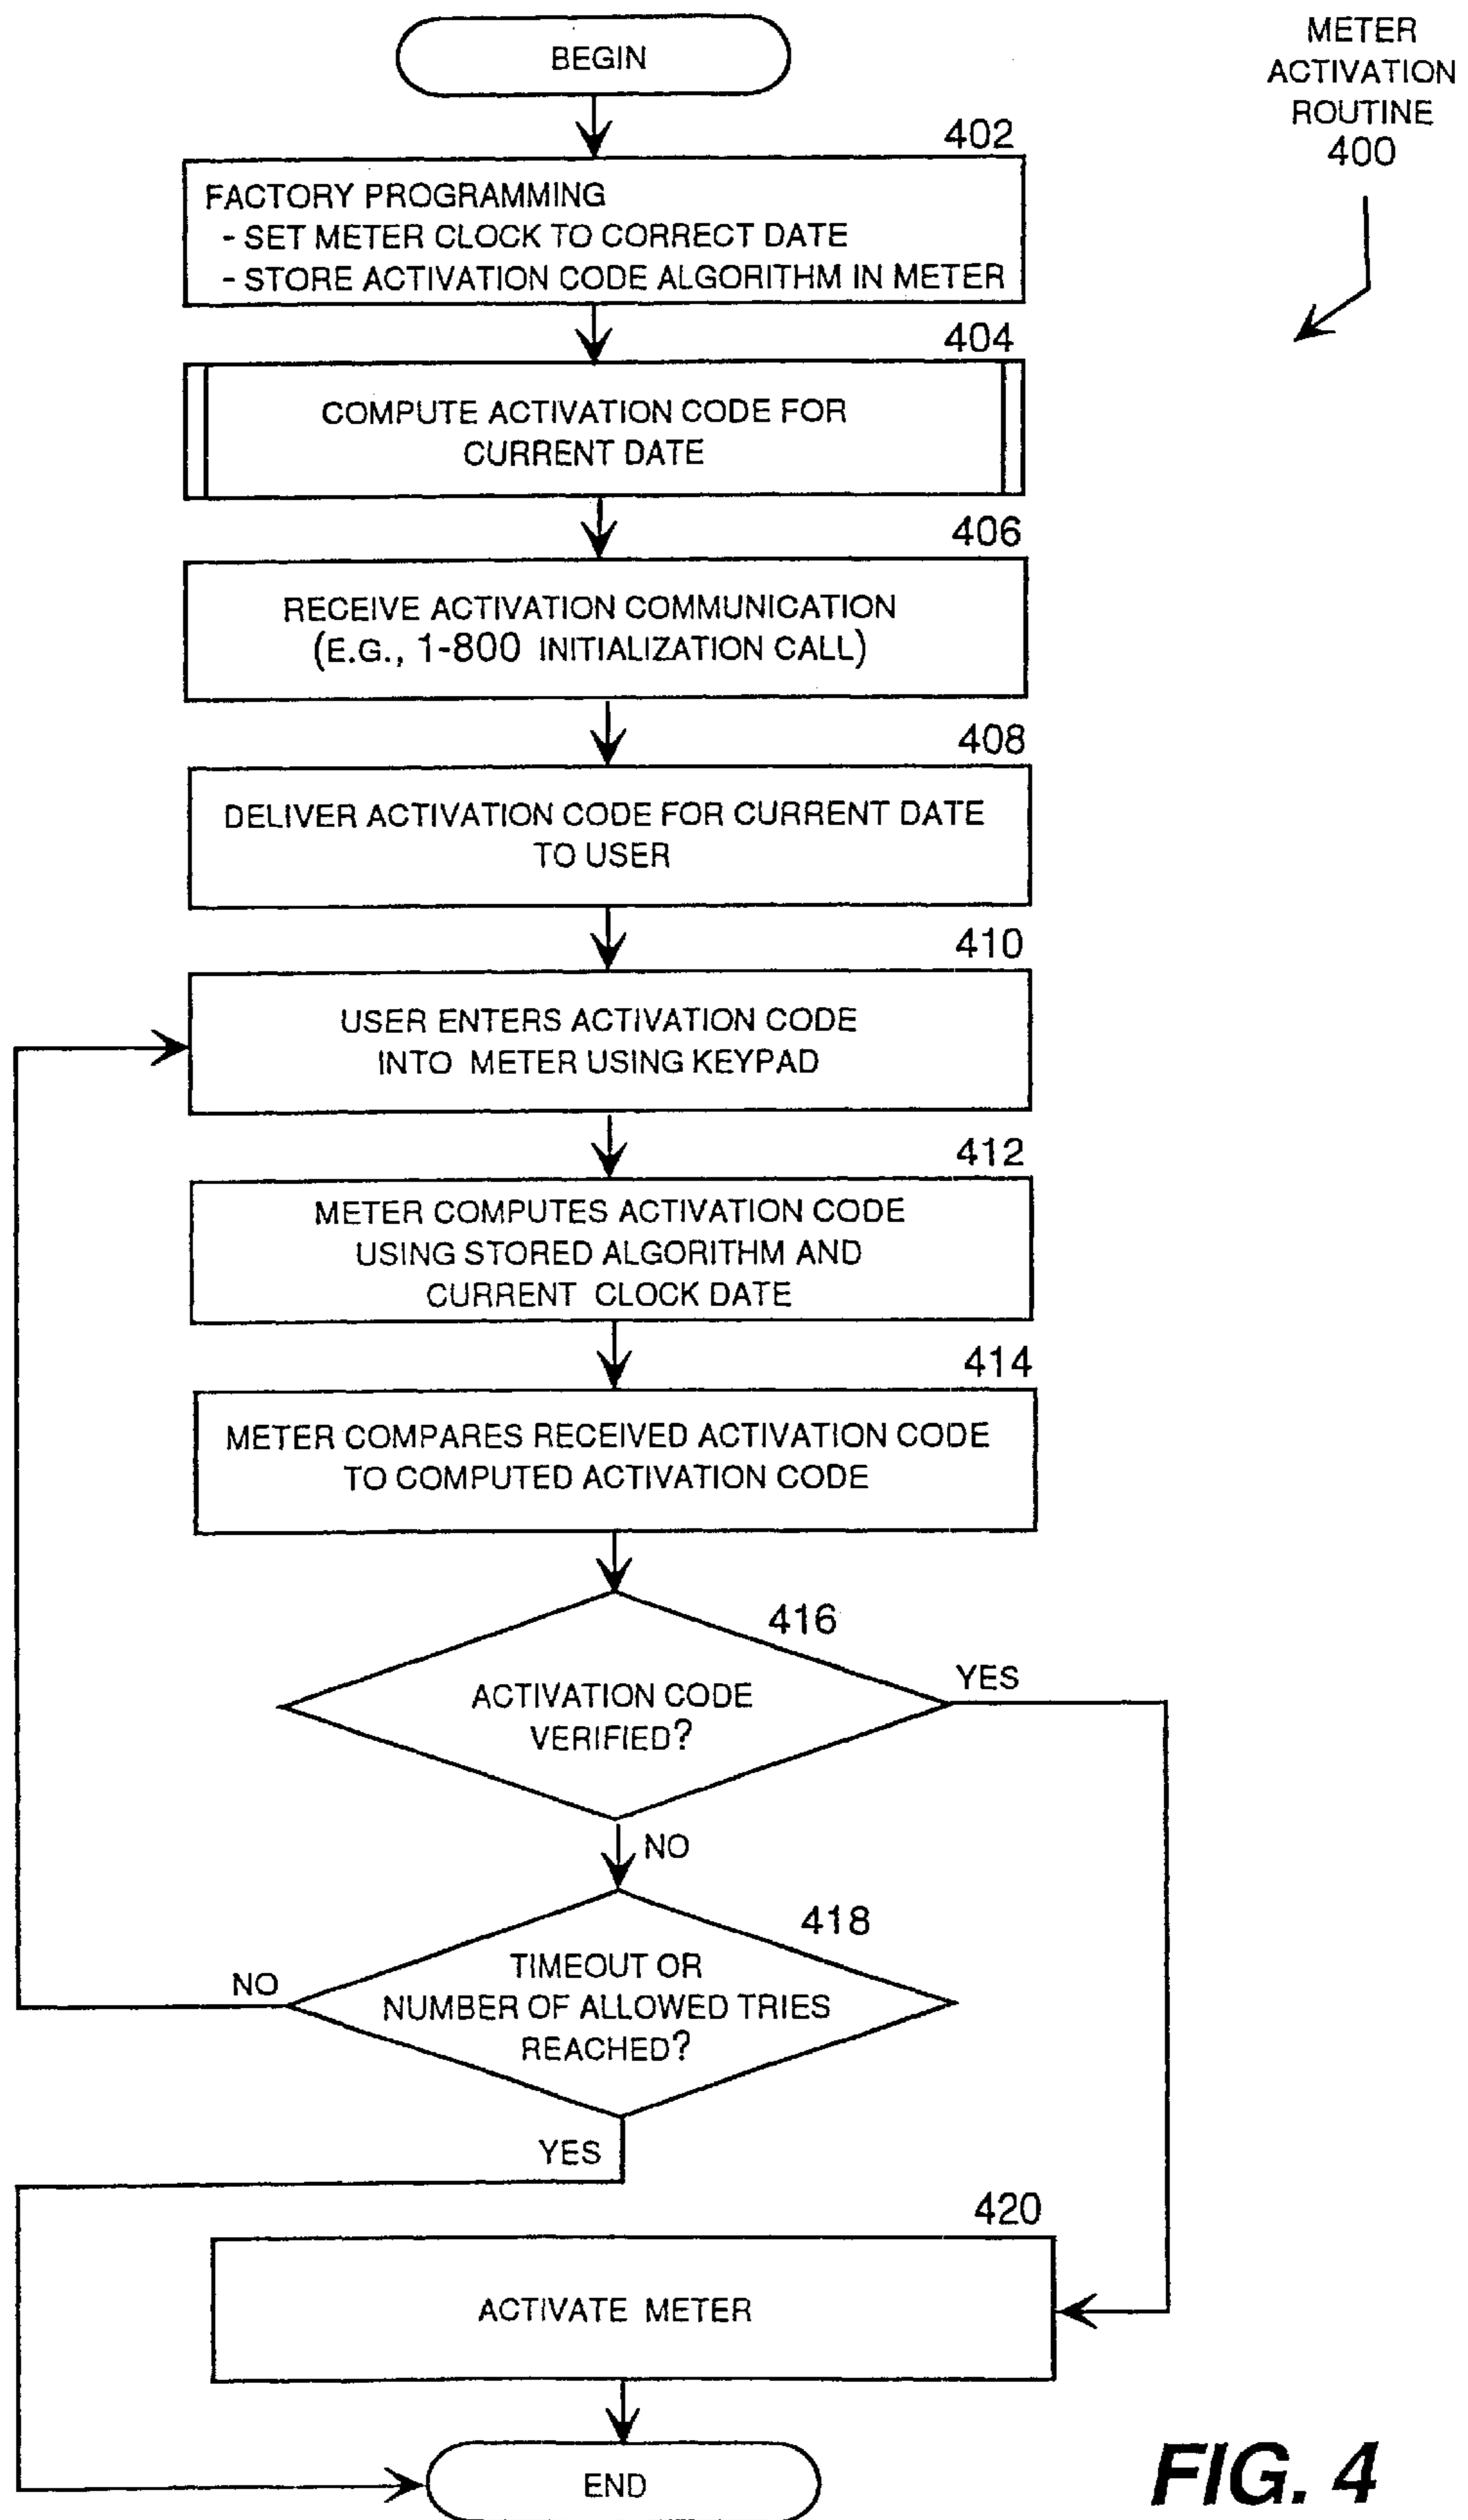 BEGIN
METER
ACTIVATION
ROUTINE
400
402
FACTORY PROGRAMMING
- SET METER CLOCK TO CORRECT DATE
- STORE ACTIVATION CODE ALGORITHM IN METER
404
COMPUTE ACTIVATION CODE FOR
CURRENT DATE
406
RECEIVE ACTIVATION COMMUNICATION
(E.G., 1-800 INITIALIZATION CALL)
408
DELIVER ACTIVATION CODE FOR CURRENT DATE
TO USER
410
USER ENTERS ACTIVATION CODE
INTO METER USING KEYPAD
412
METER COMPUTES ACTIVATION CODE
USING STORED ALGORITHM AND
CURRENT CLOCK DATE
414
METER COMPARES RECEIVED ACTIVATION CODE
TO COMPUTED ACTIVATION CODE
416
ACTIVATION CODE
VERIFIED?
YES
NO
418
TIMEOUT OR
NUMBER OF ALLOWED TRIES
REACHED?
NO
YES
420
ACTIVATE METER
END
FIG. 4